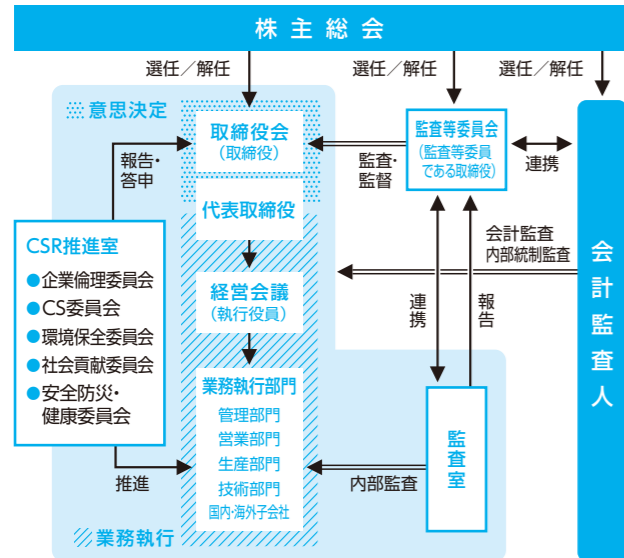 株主総会
選任／解任
選任／解任
選任／解任
意思決定
取締役会
（取締役）
監査等委員会
（監査等委員
である取締役）
連携
報告・
答申
監査・
監督
代表取締役
CSR推進室
●企業倫理委員会
●CS委員会
●環境保全委員会
●社会貢献委員会
●安全防災・
健康委員会
会計監査
内部統制監査
経営会議
（執行役員）
連携
報告
会計監査人
業務執行部門
管理部門
営業部門
生産部門
技術部門
国内・海外子会社
監査室
推進
内部監査
業務執行